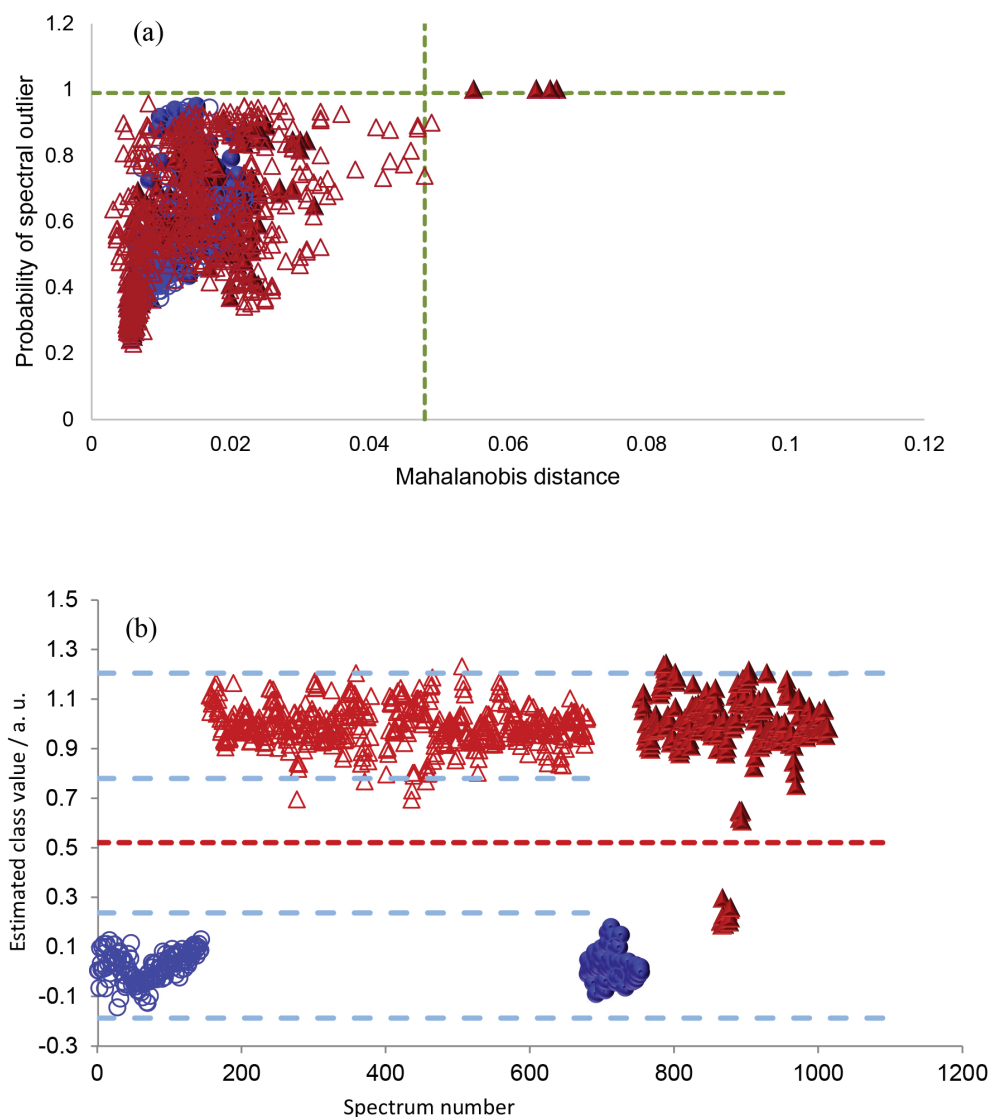 (a)
Probability of spectral outlier
1.2
1
0.8
0.6
0.4
0.2
0
0 0.02 0.04 0.06 0.08 0.1 0.12
Mahalanobis distance
(b)
Estimated class value / a. u.
1.5
1.3
1.1
0.9
0.7
0.5
0.3
0.1
-0.1
-0.3
0 200 400 600 800 1000 1200
Spectrum number